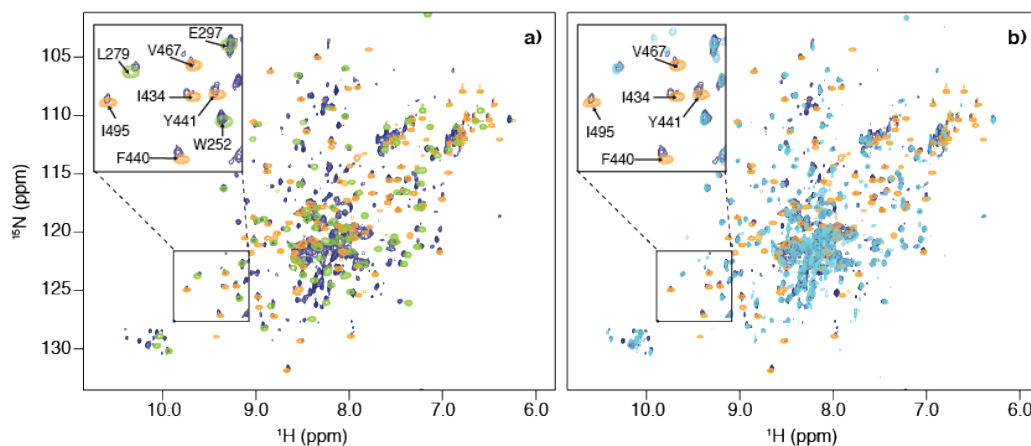 a)
E297
V467
L279
I434
Y441
I495
W252
F440
105
110
115
120
125
130
¹⁵N (ppm)
10.0 9.0 8.0 7.0 6.0
¹H (ppm)
b)
V467
I434
I495
Y441
F440
10.0 9.0 8.0 7.0 6.0
¹H (ppm)